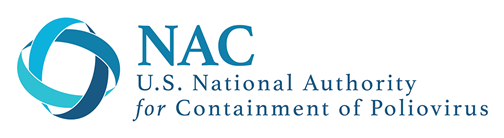 NAC
U.S. National Authority
for Containment of Poliovirus